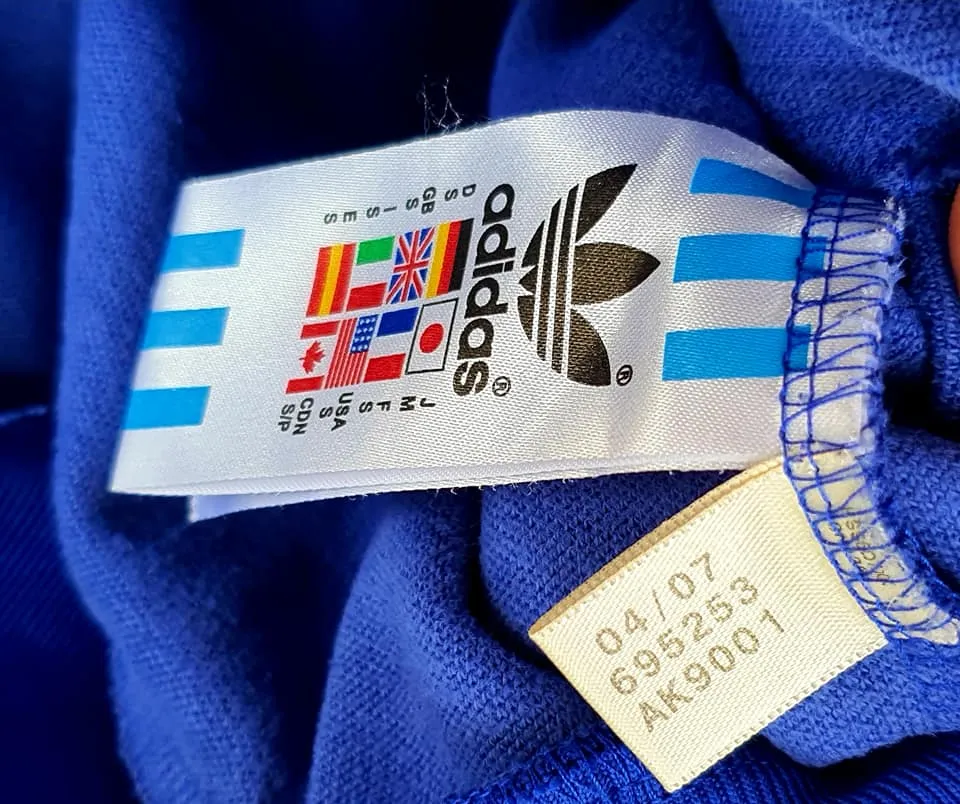 ®
adidas®
D J
S M
GB F
S S
I USA
S S
E CDN
S S/P
04/07
695253
AK9001